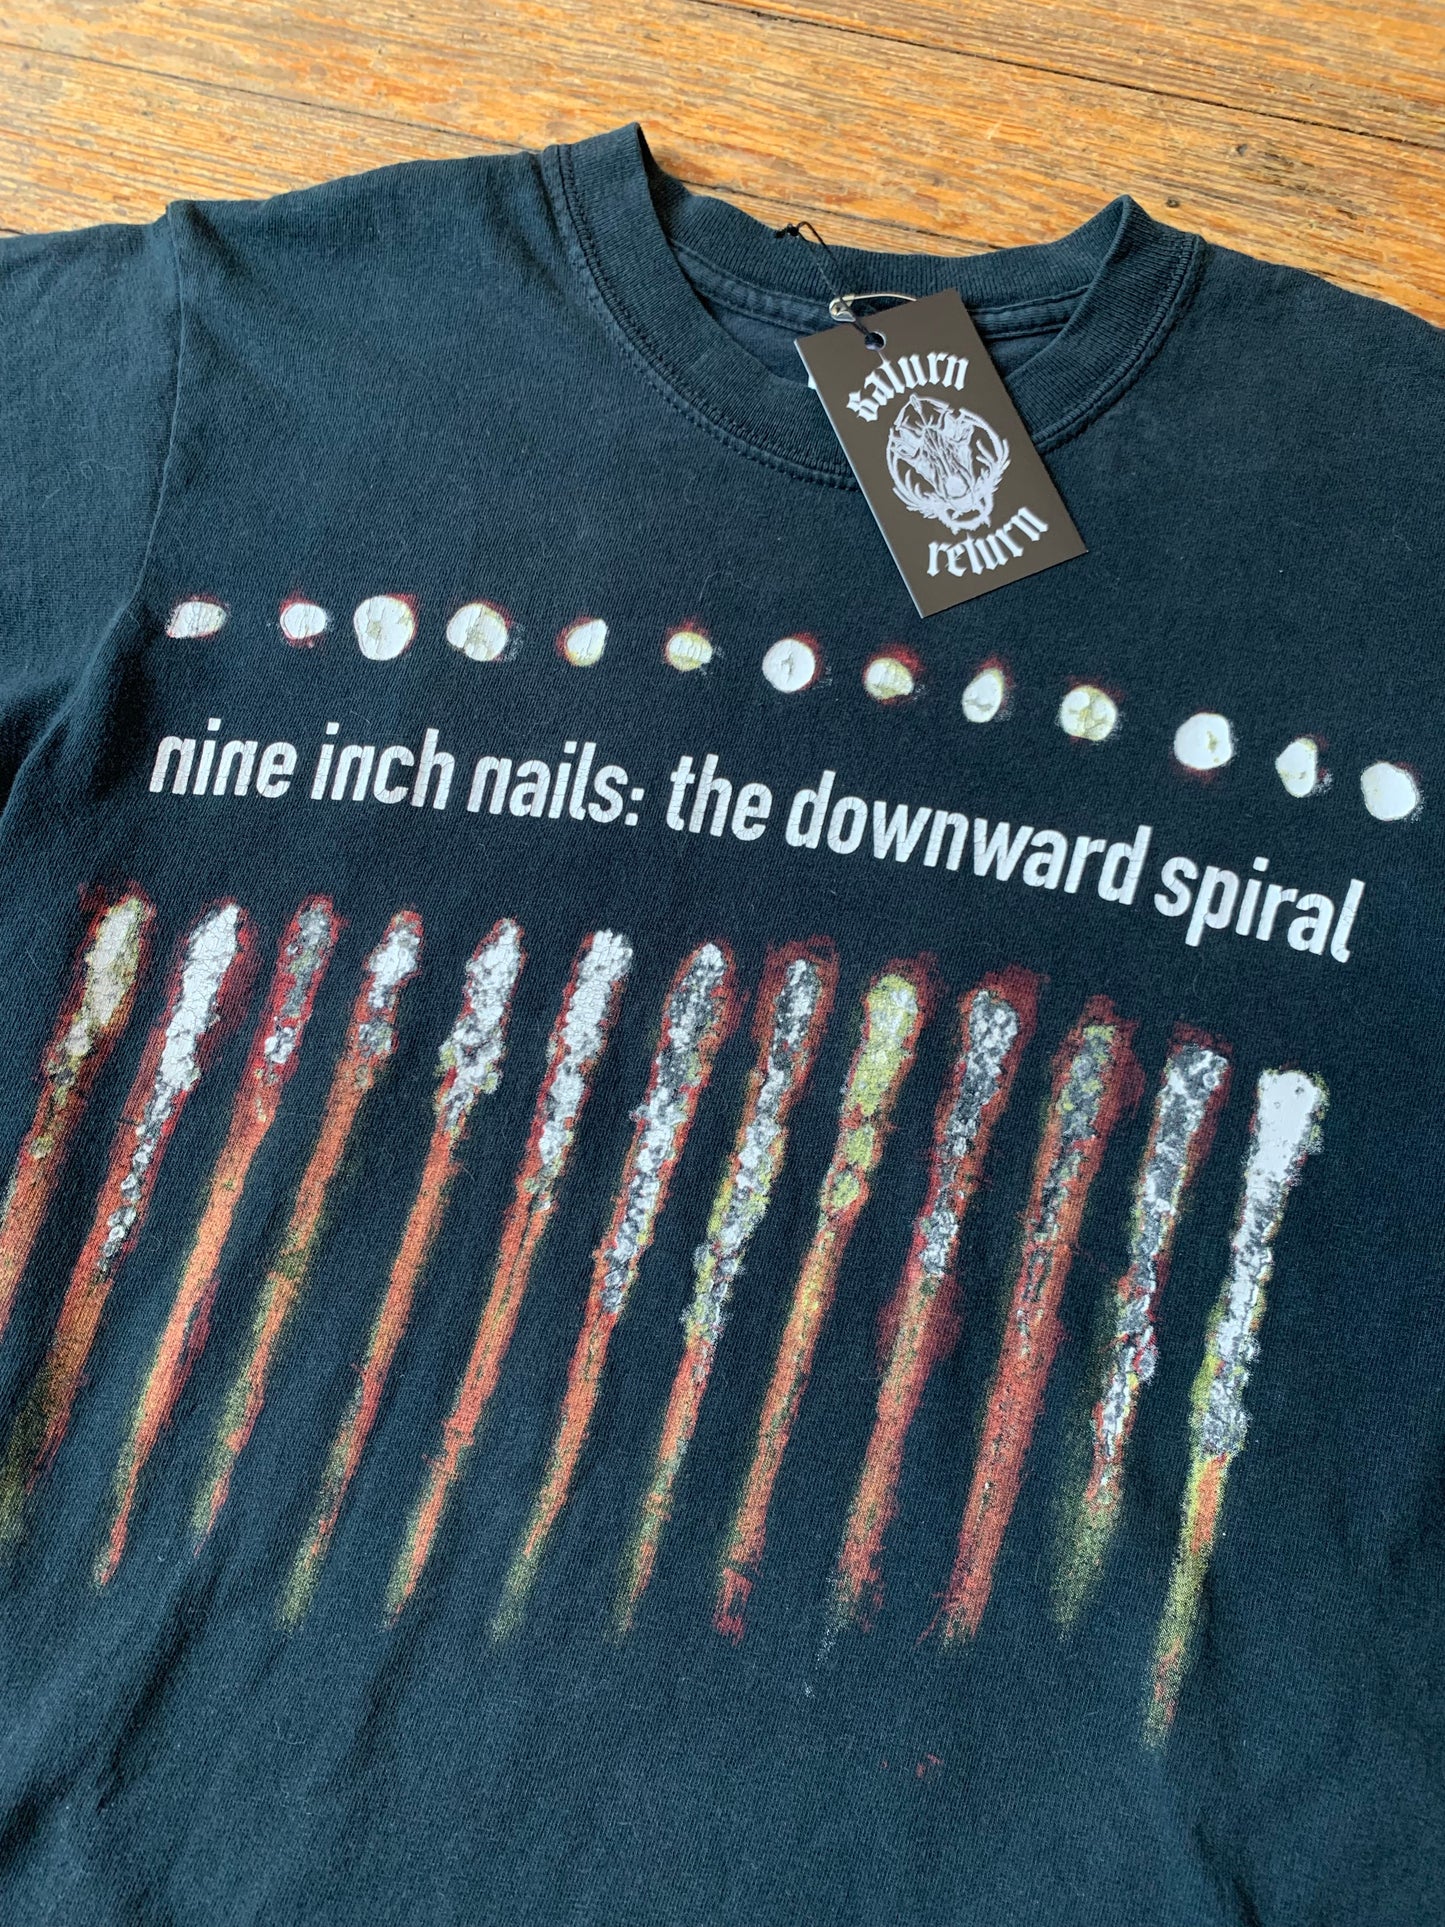 saturn
return
nine inch nails: the downward spiral